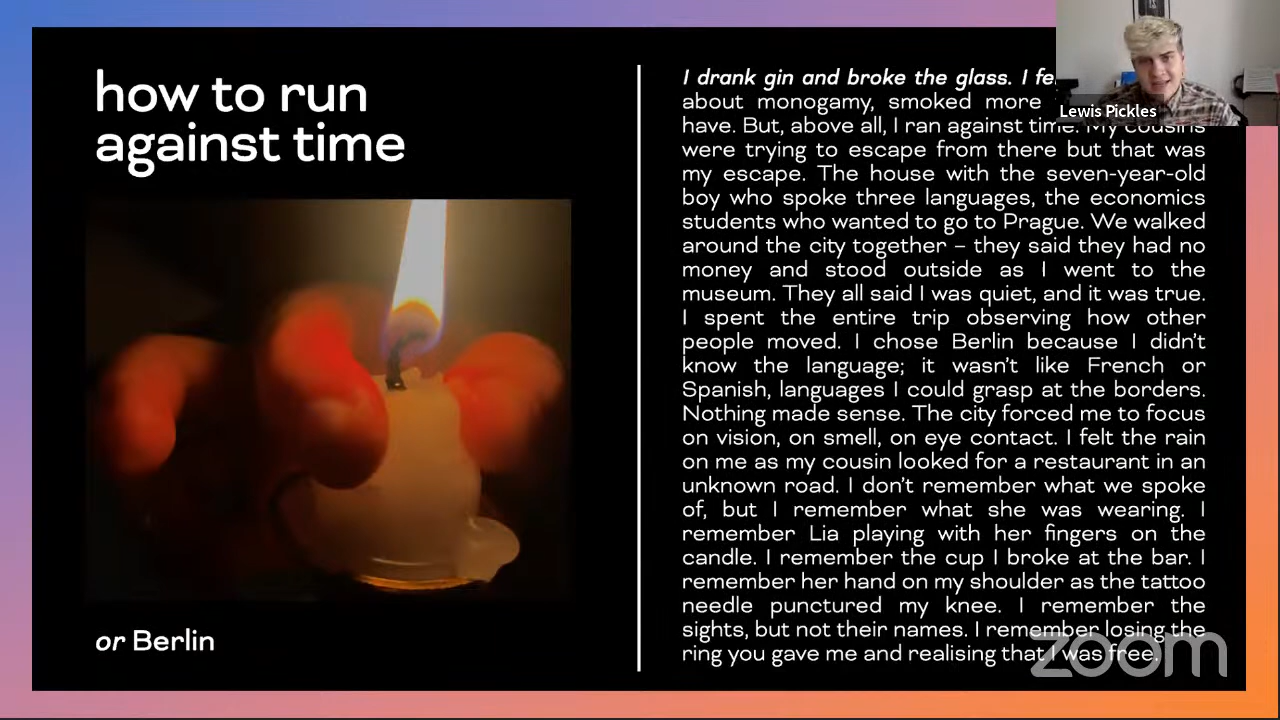 how to run
against time
or Berlin
I drank gin and broke the glass. I
about monogamy, smoked more
have. But, above all, I ran against time. My cousins
were trying to escape from there but that was
my escape. The house with the seven-year-old
boy who spoke three languages, the economics
students who wanted to go to Prague. We walked
around the city together – they said they had no
money and stood outside as I went to the
museum. They all said I was quiet, and it was true.
I spent the entire trip observing how other
people moved. I chose Berlin because I didn't
know the language; it wasn't like French or
Spanish, languages I could grasp at the borders.
Nothing made sense. The city forced me to focus
on vision, on smell, on eye contact. I felt the rain
on me as my cousin looked for a restaurant in an
unknown road. I don't remember what we spoke
of, but I remember what she was wearing. I
remember Lia playing with her fingers on the
candle. I remember the cup I broke at the bar. I
remember her hand on my shoulder as the tattoo
needle punctured my knee. I remember the
sights, but not their names. I remember losing the
ring you gave me and realising that I was free.
Lewis Pickles
zoom